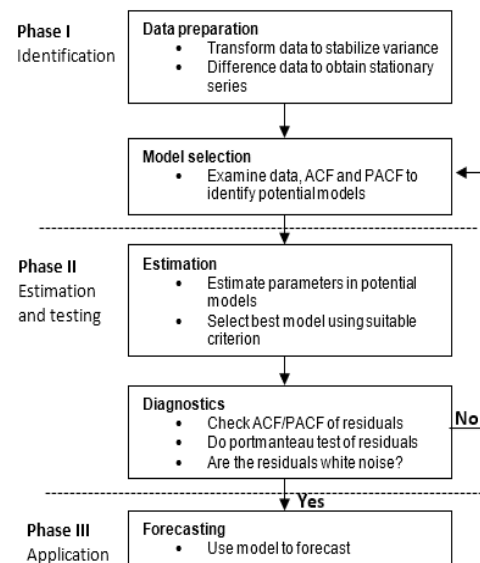 Phase I
Identification
Data preparation
• Transform data to stabilize variance
• Difference data to obtain stationary
series
Model selection
• Examine data, ACF and PACF to
identify potential models
Phase II
Estimation
and testing
Estimation
• Estimate parameters in potential
models
• Select best model using suitable
criterion
Diagnostics
• Check ACF/PACF of residuals
• Do portmanteau test of residuals
• Are the residuals white noise?
No
Yes
Phase III
Application
Forecasting
• Use model to forecast